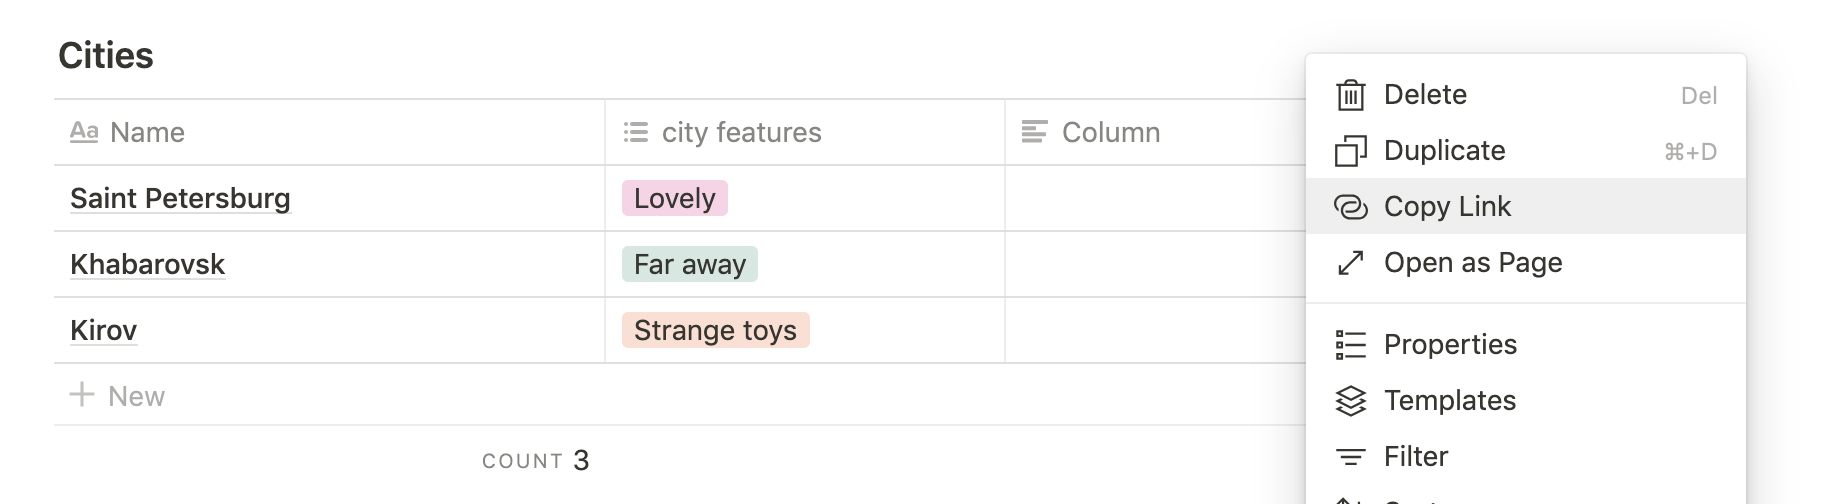 Cities
Aa Name city features Column
Saint Petersburg Lovely
Khabarovsk Far away
Kirov Strange toys
New
COUNT 3
Delete Del
Duplicate ⌘+D
Copy Link
Open as Page
Properties
Templates
Filter